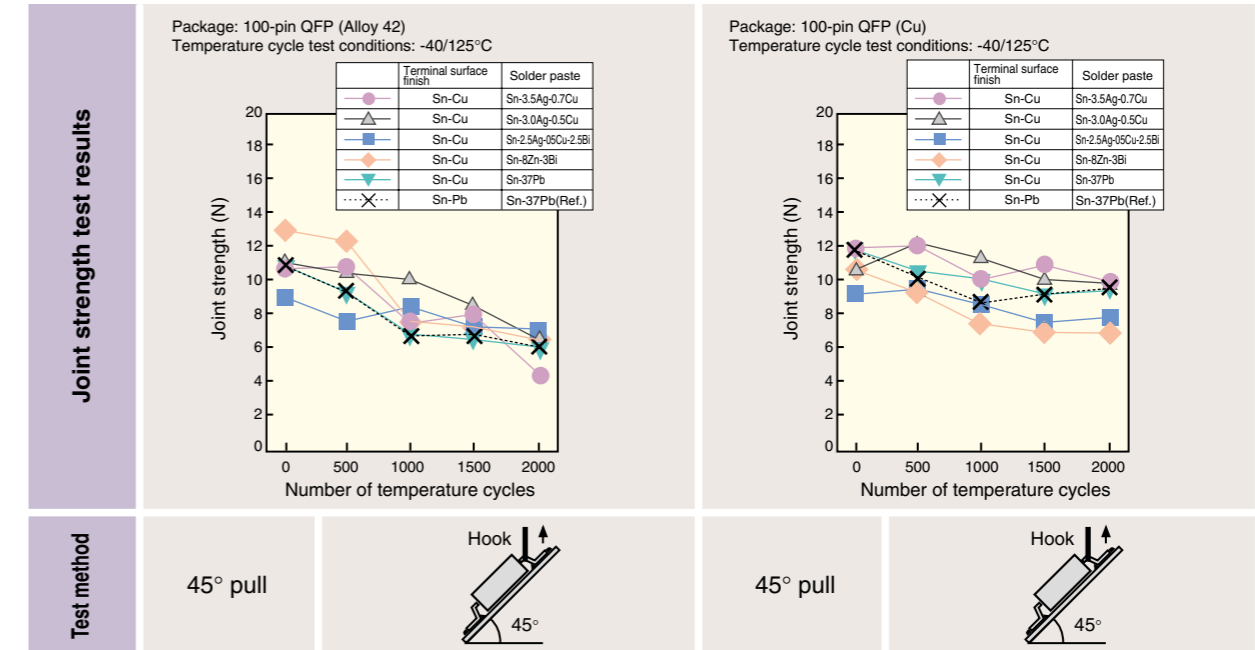 Joint strength test results
Package: 100-pin QFP (Alloy 42)
Temperature cycle test conditions: -40/125°C
Terminal surface finish Solder paste
Sn-Cu Sn-3.5Ag-0.7Cu
Sn-Cu Sn-3.0Ag-0.5Cu
Sn-Cu Sn-2.5Ag-05Cu-2.5Bi
Sn-Cu Sn-8Zn-3Bi
Sn-Cu Sn-37Pb
Sn-Pb Sn-37Pb(Ref.)
Joint strength (N)
20
18
16
14
12
10
8
6
4
2
0
0 500 1000 1500 2000
Number of temperature cycles
Package: 100-pin QFP (Cu)
Temperature cycle test conditions: -40/125°C
Terminal surface finish Solder paste
Sn-Cu Sn-3.5Ag-0.7Cu
Sn-Cu Sn-3.0Ag-0.5Cu
Sn-Cu Sn-2.5Ag-05Cu-2.5Bi
Sn-Cu Sn-8Zn-3Bi
Sn-Cu Sn-37Pb
Sn-Pb Sn-37Pb(Ref.)
Joint strength (N)
20
18
16
14
12
10
8
6
4
2
0
0 500 1000 1500 2000
Number of temperature cycles
Test method
45° pull
Hook
45°
45° pull
Hook
45°